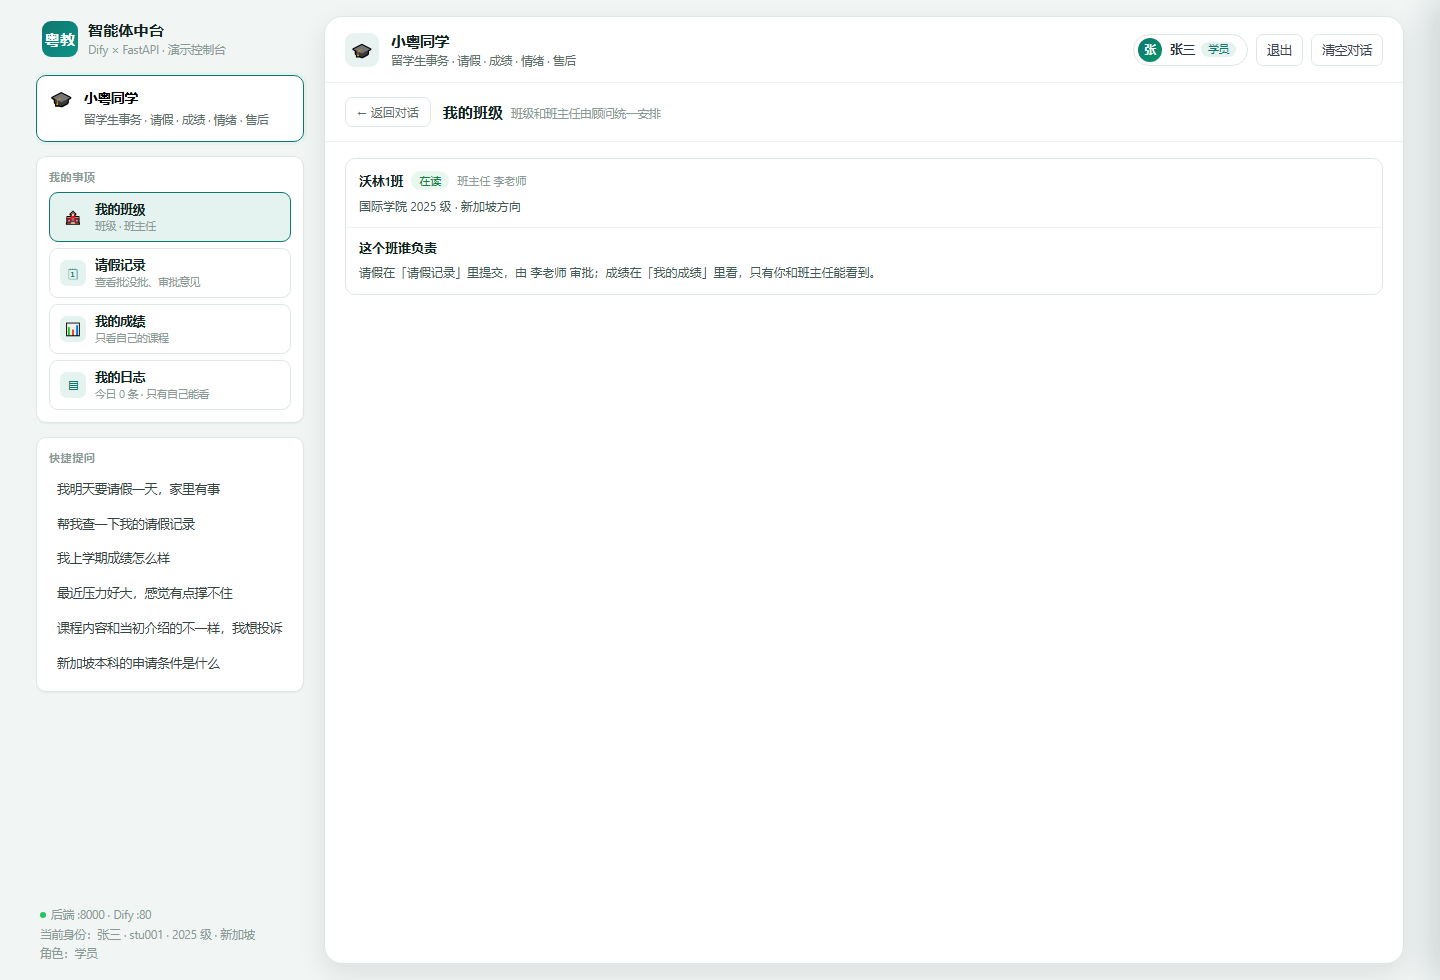 粤教
智能体中台
Dify × FastAPI · 演示控制台
小粤同学
留学生事务 · 请假 · 成绩 · 情绪 · 售后
我的事项
我的班级
班级 · 班主任
请假记录
查看批没批、审批意见
我的成绩
只看自己的课程
我的日志
今日 0 条 · 只有自己能看
快捷提问
我明天要请假一天，家里有事
帮我查一下我的请假记录
我上学期成绩怎么样
最近压力好大，感觉有点撑不住
课程内容和当初介绍的不一样，我想投诉
新加坡本科的申请条件是什么
后端 :8000 · Dify :80
当前身份：张三 · stu001 · 2025 级 · 新加坡
角色：学员
小粤同学
留学生事务 · 请假 · 成绩 · 情绪 · 售后
张 张三 学员 退出 清空对话
← 返回对话 我的班级 班级和班主任由顾问统一安排
沃林1班 在读 班主任 李老师
国际学院 2025 级 · 新加坡方向
这个班谁负责
请假在「请假记录」里提交，由 李老师 审批；成绩在「我的成绩」里看，只有你和班主任能看到。